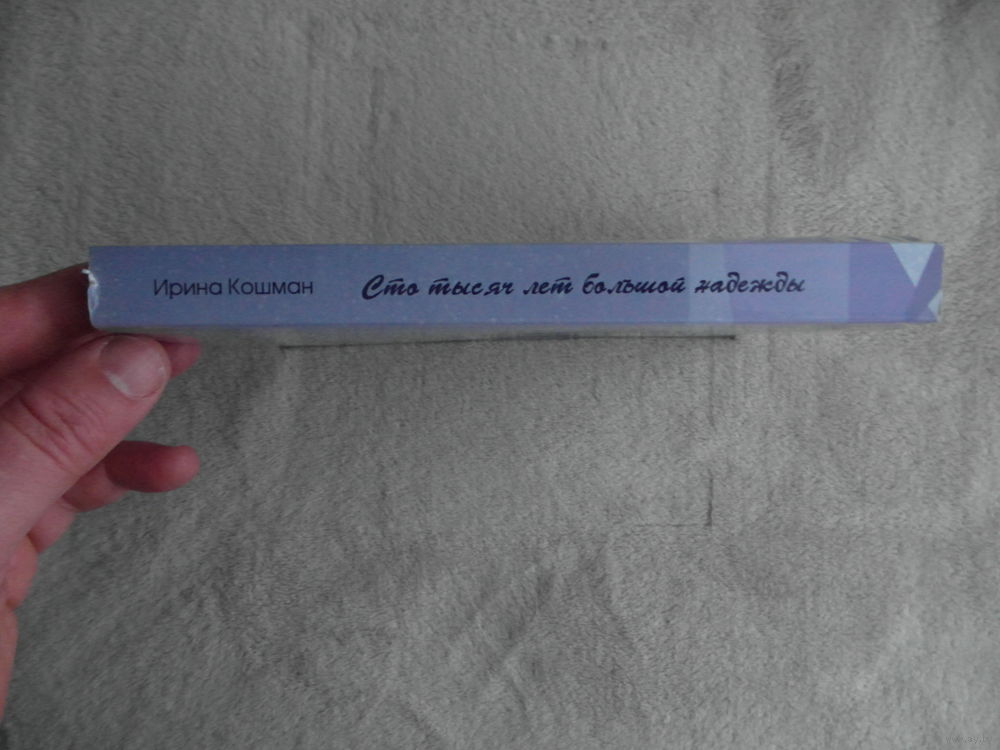 Ирина Кошман Сто тысяч лет большой надежды